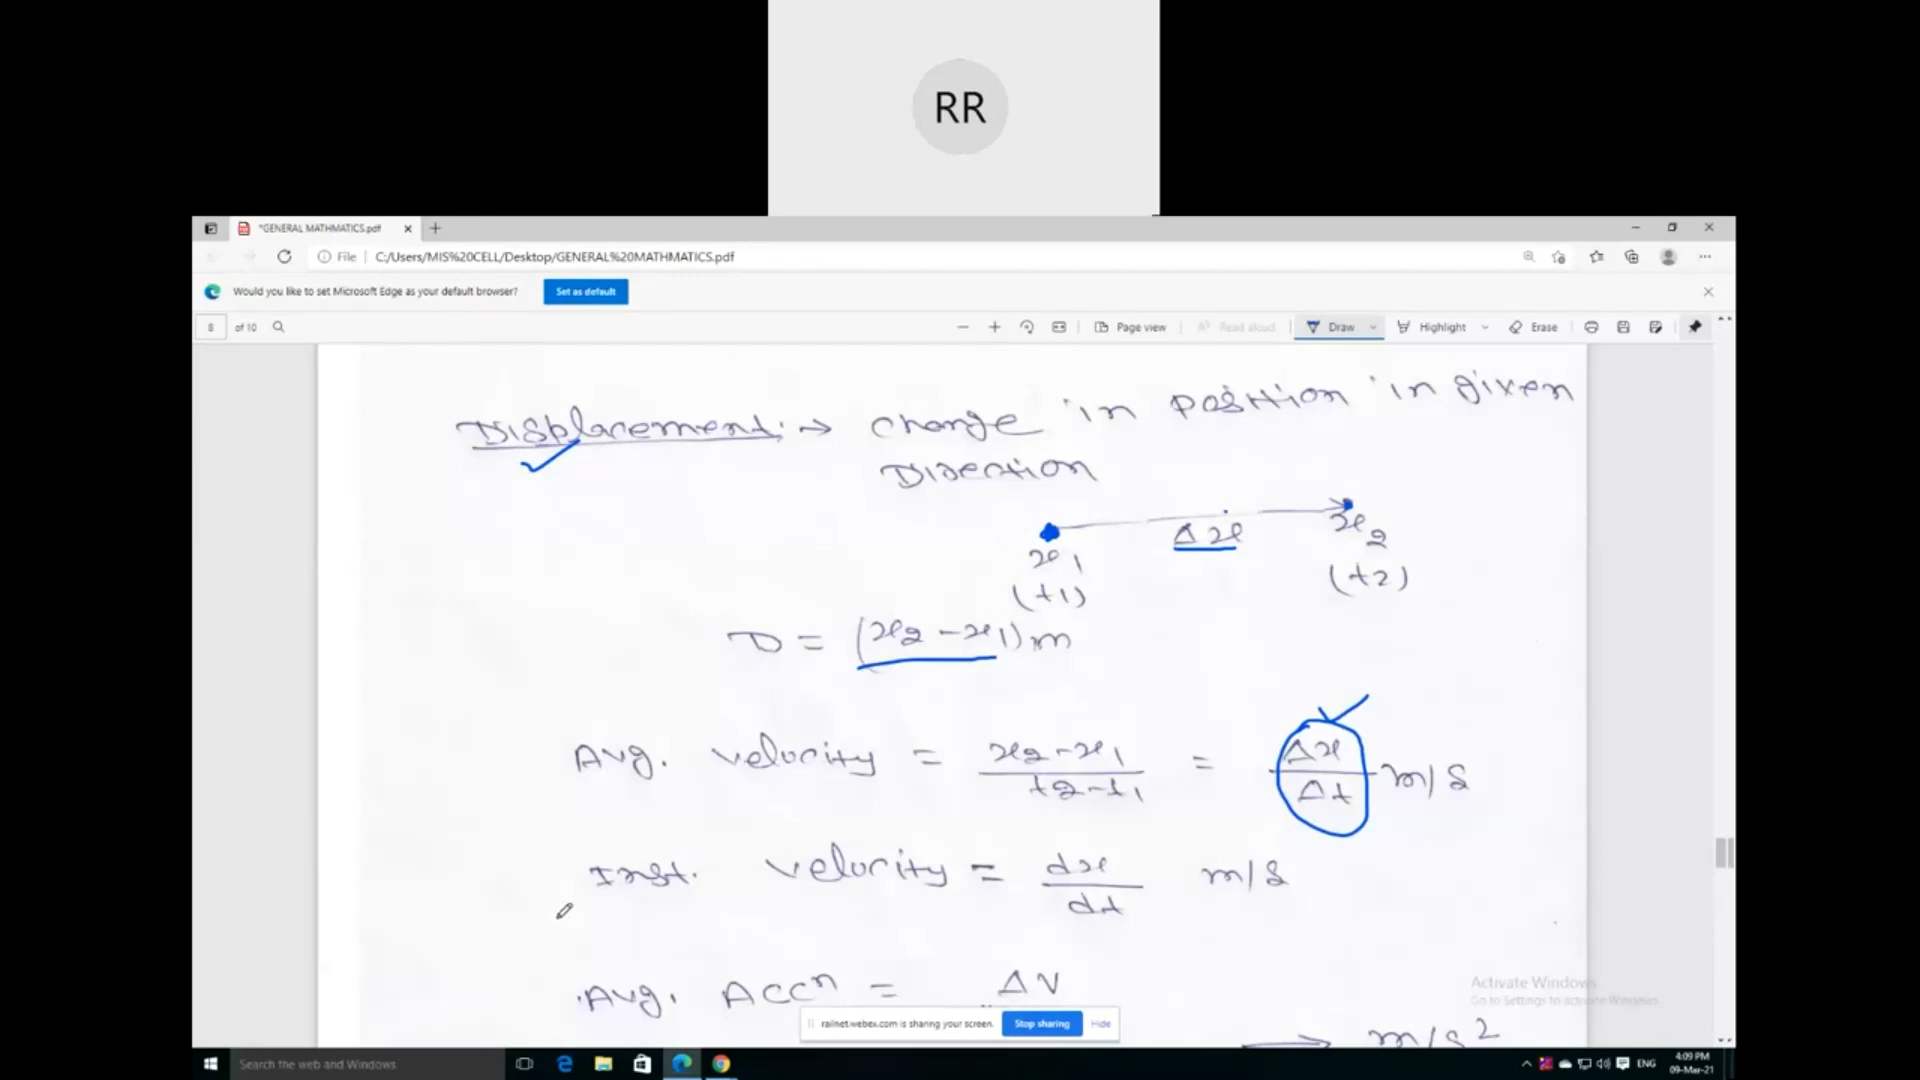 RR
*GENERAL MATHMATICS.pdf
File | C:/Users/MIS%20CELL/Desktop/GENERAL%20MATHMATICS.pdf
Would you like to set Microsoft Edge as your default browser? Set as default
8 of 10 Page view Read aloud Draw Highlight Erase
Displacement:→ Change in position in given
Direction
Δx
x1 x2
(t1) (t2)
D = (x2 - x1) m
Avg. velocity = x2-x1 / t2-t1 = Δx / Δt m/s
Inst. velocity = dx / dt m/s
Avg. Accn = ΔV
m/s2
Activate Windows
Go to Settings to activate Windows.
railnet.webex.com is sharing your screen. Stop sharing Hide
Search the web and Windows
ENG
4:09 PM
09-Mar-21